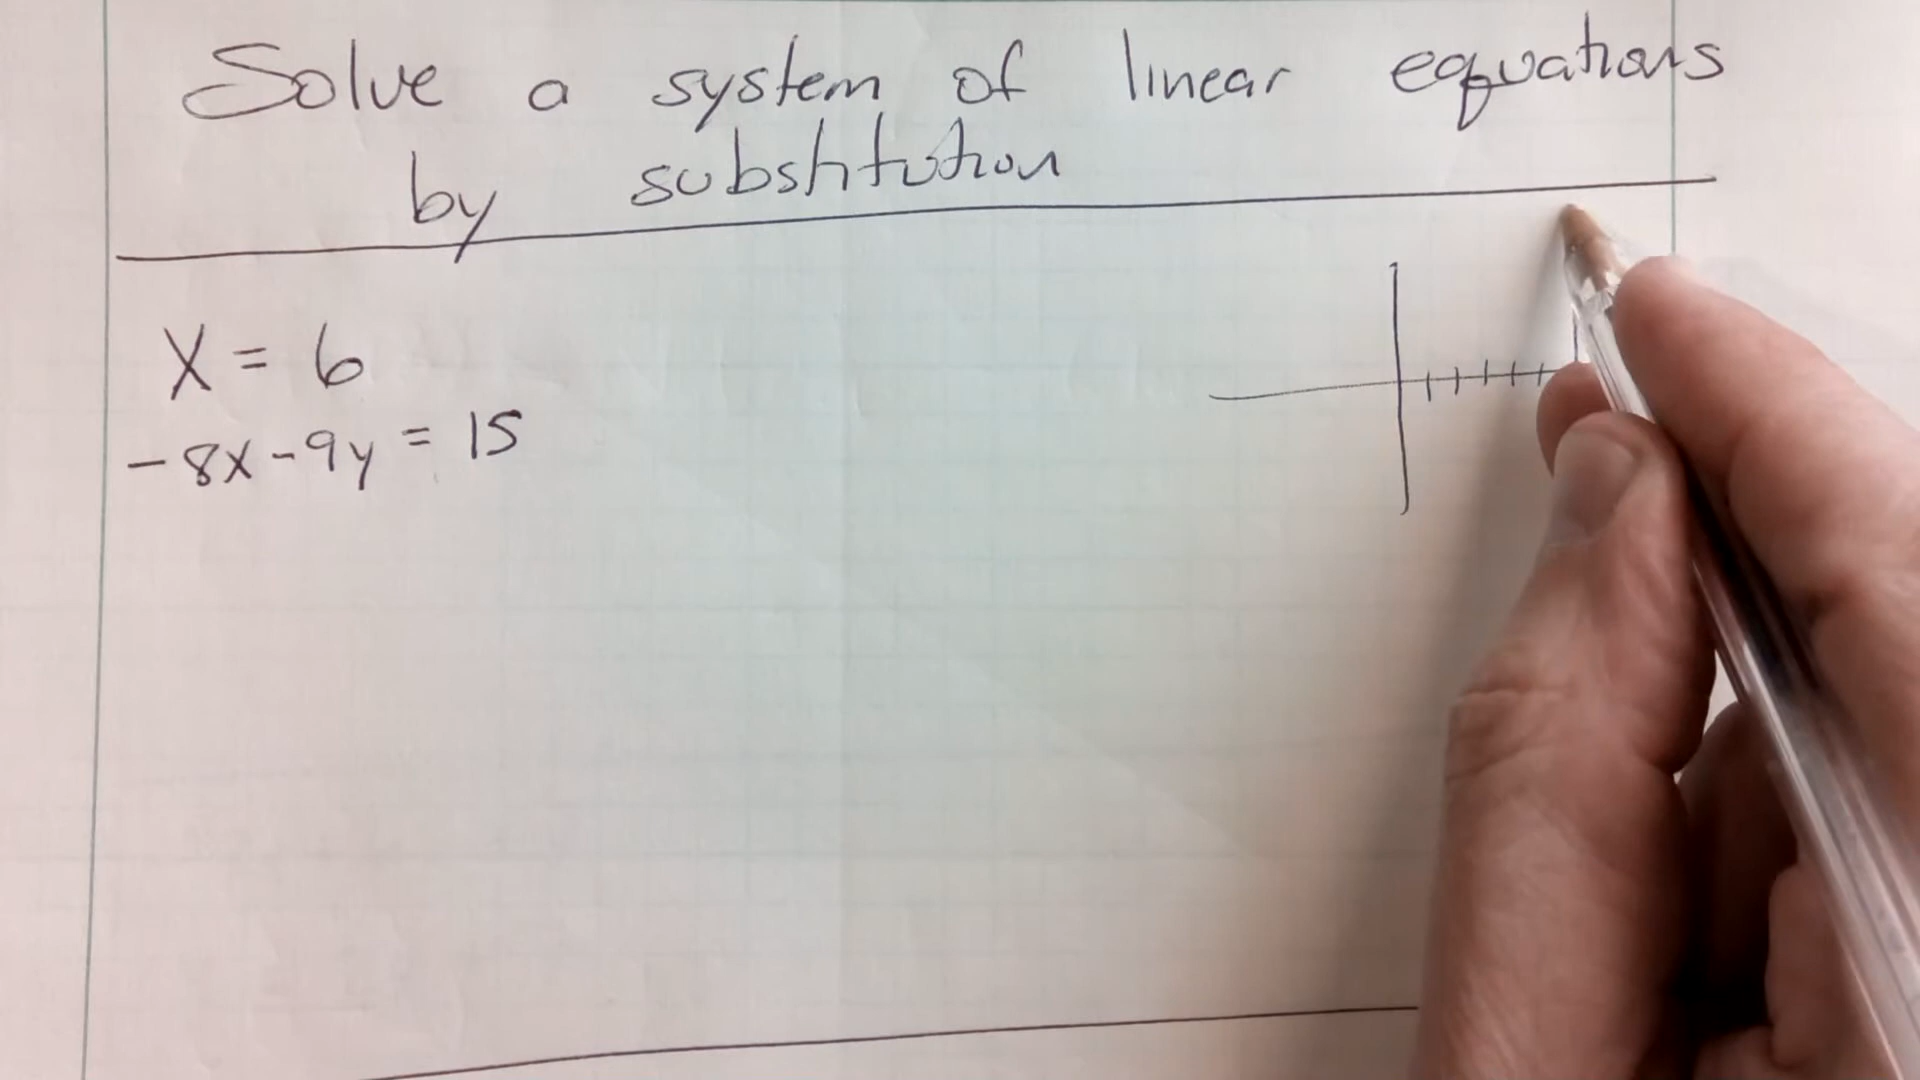 Solve a system of linear equations
by substitution
X = 6
-8x-9y = 15